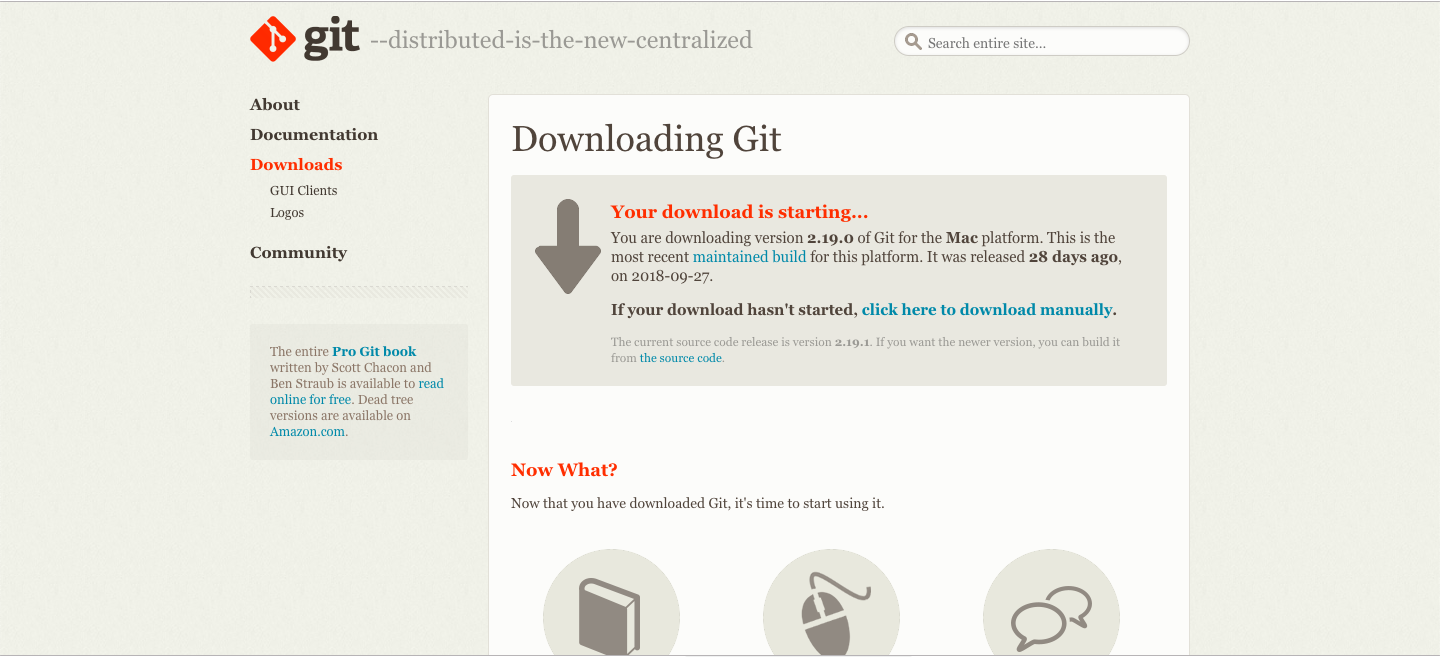 git --distributed-is-the-new-centralized
Search entire site...
About
Documentation
Downloads
GUI Clients
Logos
Community
The entire Pro Git book
written by Scott Chacon and
Ben Straub is available to read
online for free. Dead tree
versions are available on
Amazon.com.
Downloading Git
Your download is starting...
You are downloading version 2.19.0 of Git for the Mac platform. This is the
most recent maintained build for this platform. It was released 28 days ago,
on 2018-09-27.
If your download hasn't started, click here to download manually.
The current source code release is version 2.19.1. If you want the newer version, you can build it
from the source code.
Now What?
Now that you have downloaded Git, it's time to start using it.